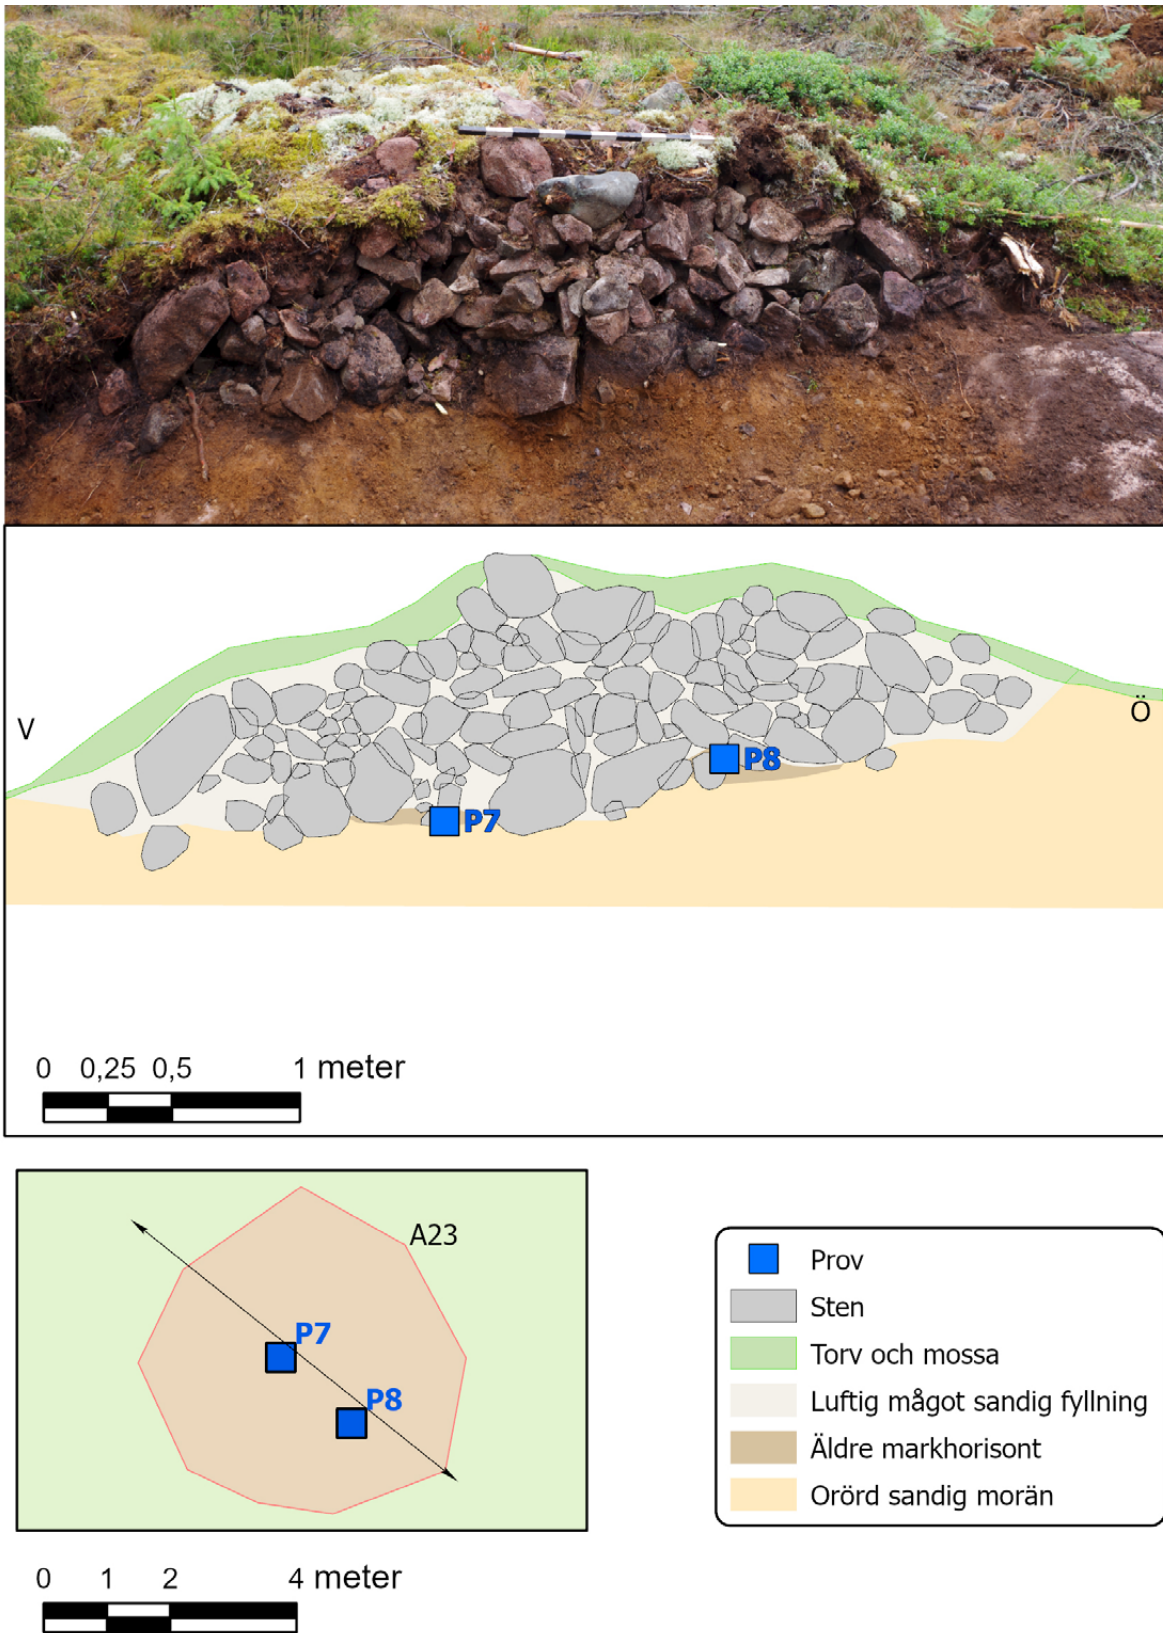 V
Ö
P8
P7
0 0,25 0,5 1 meter
A23
P7
P8
Prov
Sten
Torv och mossa
Luftig mågot sandig fyllning
Äldre markhorisont
Orörd sandig morän
0 1 2 4 meter